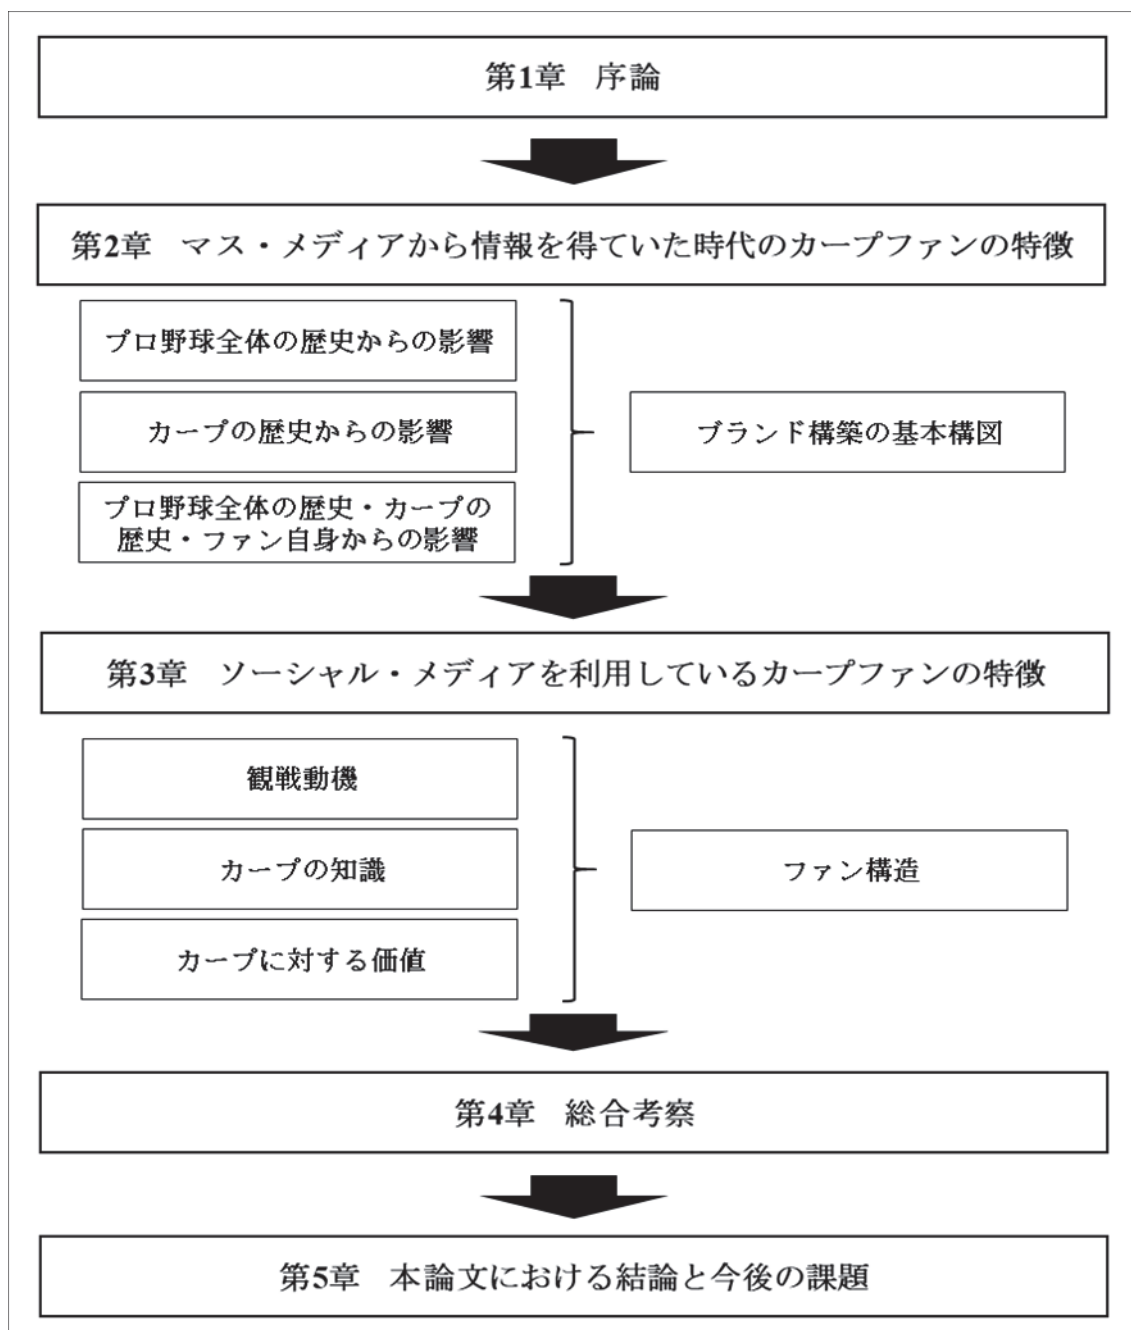 第1章　序論
第2章　マス・メディアから情報を得ていた時代のカープファンの特徴
プロ野球全体の歴史からの影響
カープの歴史からの影響
プロ野球全体の歴史・カープの
歴史・ファン自身からの影響
ブランド構築の基本構図
第3章　ソーシャル・メディアを利用しているカープファンの特徴
観戦動機
カープの知識
カープに対する価値
ファン構造
第4章　総合考察
第5章　本論文における結論と今後の課題